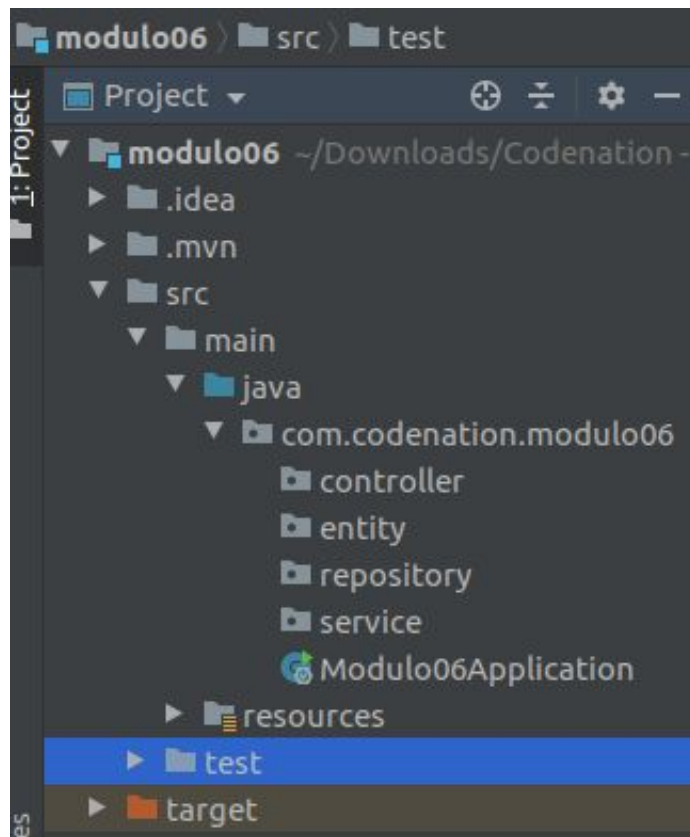 modulo06 src test
1: Project
Project
modulo06 ~/Downloads/Codenation -
.idea
.mvn
src
main
java
com.codenation.modulo06
controller
entity
repository
service
Modulo06Application
resources
test
target